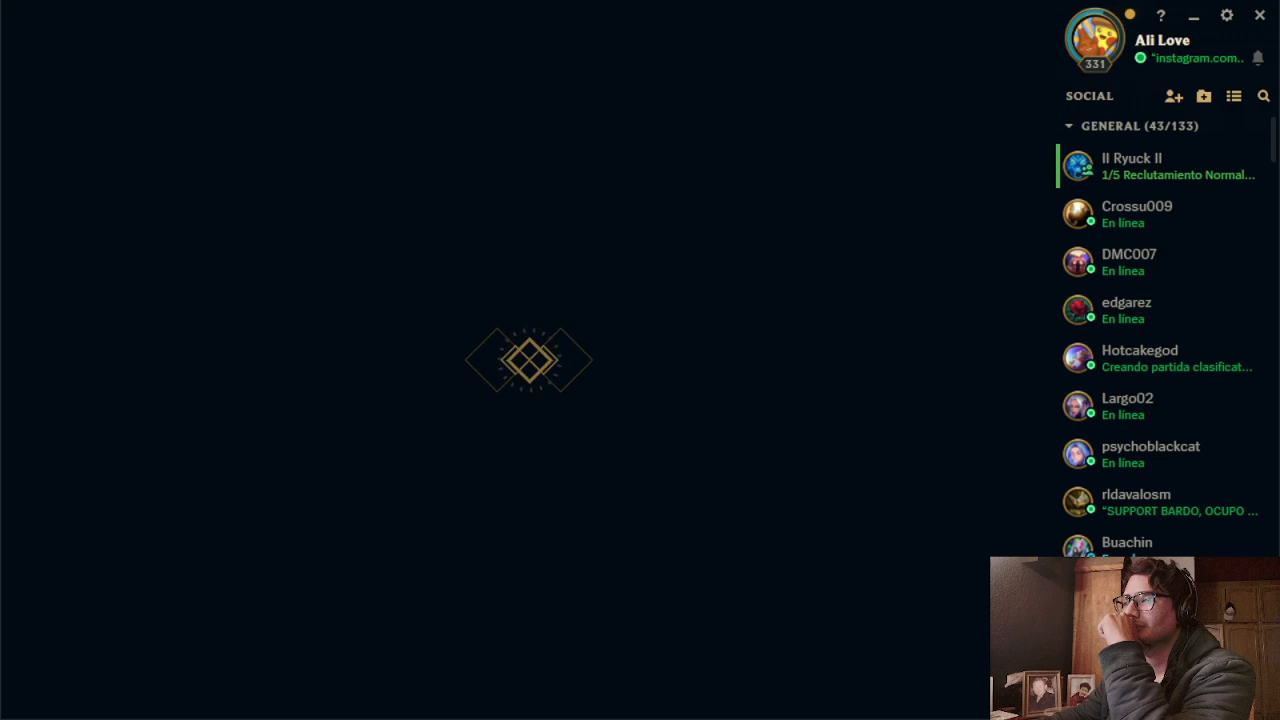 ?
Ali Love
331
"instagram.com..
SOCIAL
GENERAL (43/133)
II Ryuck II
1/5 Reclutamiento Normal...
Crossu009
En línea
DMC007
En línea
edgarez
En línea
Hotcakegod
Creando partida clasificat...
Largo02
En línea
psychoblackcat
En línea
rldavalosm
"SUPPORT BARDO, OCUPO ...
Buachin